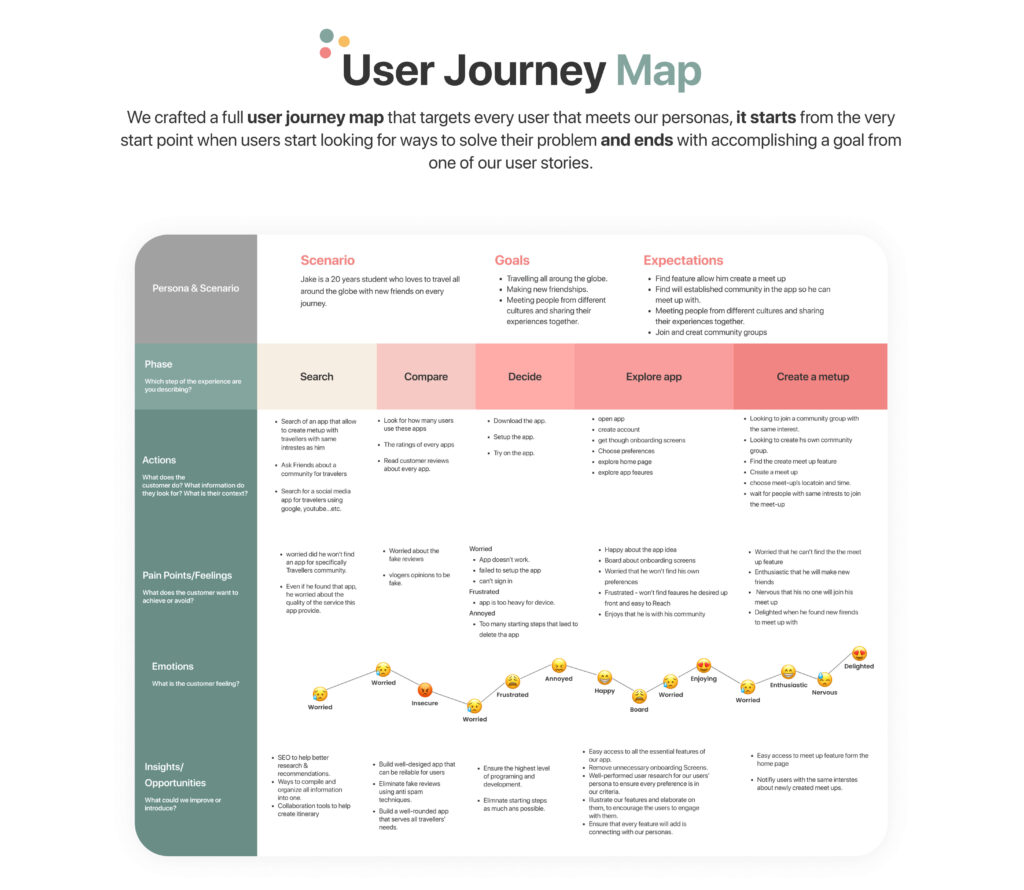 User Journey Map
We crafted a full user journey map that targets every user that meets our personas, it starts from the very
start point when users start looking for ways to solve their problem and ends with accomplishing a goal from
one of our user stories.
Persona & Scenario
Scenario
Jake is a 20 years student who loves to travel all
around the globe with new friends on every
journey.
Goals
• Travelling all aroung the globe.
• Making new friendships.
• Meeting people from different
cultures and sharing their
experiences together.
Expectations
• Find feature allow him create a meet up
• Find will established community in the app so he can
meet up with.
• Meeting people from different cultures and sharing
their experiences together.
• Join and creat community groups
Phase
Which step of the experience are
you describing?
Search
Compare
Decide
Explore app
Create a metup
Actions
What does the
customer do? What information do
they look for? What is their context?
• Search of an app that allow
to create metup with
travellers with same
intrestes as him
• Ask Friends about a
community for travelers
• Search for a social media
app for travelers using
google, youtube...etc.
• Look for how many users
use these apps
• The ratings of every apps
• Read customer reviews
about every app.
• Download the app.
• Setup the app.
• Try on the app.
• open app
• create account
• get though onboarding screens
• Choose preferences
• explore home page
• explore app feeures
• Looking to join a community group with
the same interest.
• Looking to create hs own community
group.
• Find the create meet up feature
• Create a meet up
• choose meet-up's locatoin and time.
• wait for people with same intrests to join
the meet-up
Pain Points/Feelings
What does the customer want to
achieve or avoid?
• worried did he won't find
an app for specifically
Travellers community.
• Even if he found that app,
he worried about the
quality of the service this
app provide.
• Worried about the
fake reviews
• vlogers opinions to be
fake.
Worried
• App doesn't work.
• failed to setup the app
• can't sign in
Frustrated
• app is too heavy for device.
Annoyed
• Too many starting steps that laed to
delete the app
• Happy about the app idea
• Board about onboarding screens
• Worried that he won't find his own
preferences
• Frustrated - won't find feaures he desired up
front and easy to Reach
• Enjoys that he is with his community
• Worried that he can't find the the meet
up feature
• Enthusiastic that he will make new
friends
• Nervous that his no one will join his
meet up
• Delighted when he found new firends
to meet up with
Emotions
What is the customer feeling?
Worried
Worried
Insecure
Worried
Frustrated
Annoyed
Happy
Board
Worried
Enjoying
Worried
Enthusiastic
Nervous
Delighted
Insights/
Opportunities
What could we improve or
introduce?
• SEO to help better
research &
recommendations.
• Ways to compile and
organize all information
into one.
• Collaboration tools to help
create itinerary
• Build well-desiged app that
can be reliable for users
• Eliminate fake reviews
using anti spam
techniques.
• Build a well-rounded app
that serves all travellers'
needs.
• Ensure the highest level
of programing and
development.
• Elimnate starting steps
as much ans possible.
• Easy access to all the essential features of
our app.
• Remove unnecessary onboarding Screens.
• Well-performed user research for our users'
persona to ensure every preference is in
our criteria.
• Illustrate our features and elaborate on
them, to encourage the users to engage
with them.
• Ensure that every feature will add is
connecting with our personas.
• Easy access to meet up feature form the
home page
• Notifiy users with the same interstes
about newly created meet ups.